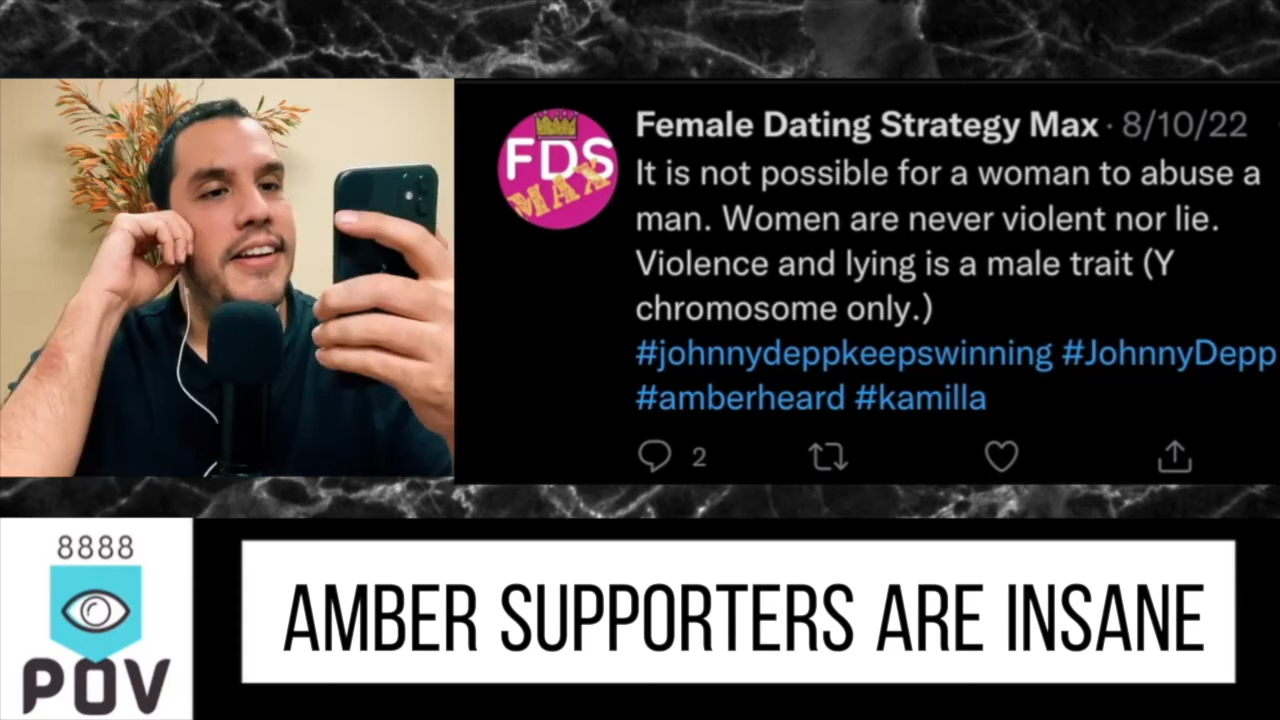 FDS
MAX
Female Dating Strategy Max · 8/10/22
It is not possible for a woman to abuse a
man. Women are never violent nor lie.
Violence and lying is a male trait (Y
chromosome only.)
#johnnydeppkeepswinning #JohnnyDepp
#amberheard #kamilla
2
8888
POV
AMBER SUPPORTERS ARE INSANE